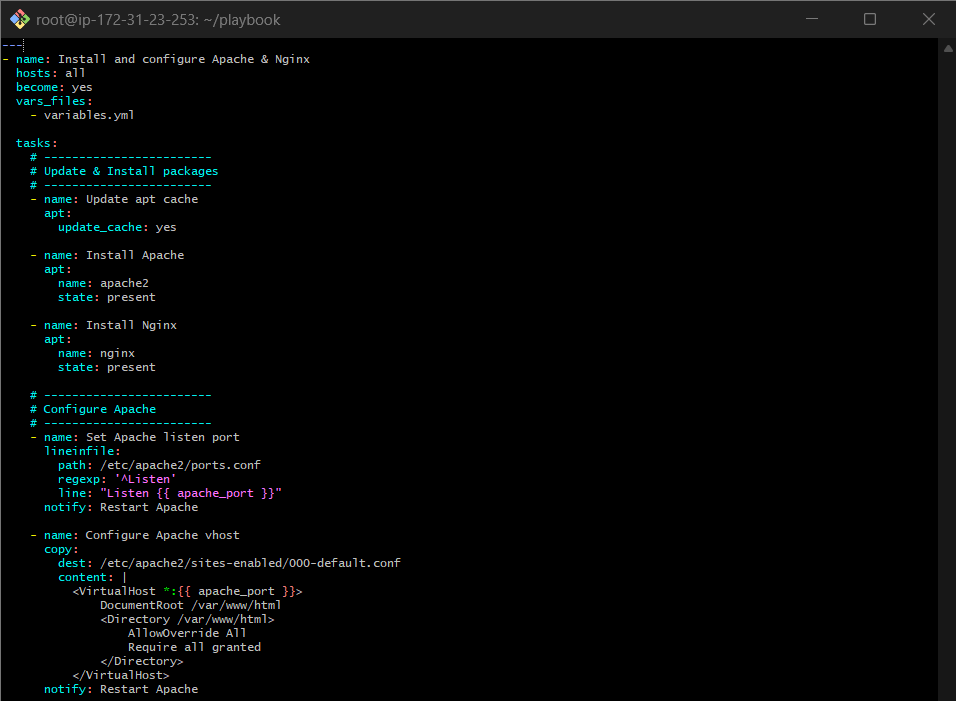 root@ip-172-31-23-253: ~/playbook
---
- name: Install and configure Apache & Nginx
  hosts: all
  become: yes
  vars_files:
    - variables.yml

  tasks:
    # ------------------------
    # Update & Install packages
    # ------------------------
    - name: Update apt cache
      apt:
        update_cache: yes

    - name: Install Apache
      apt:
        name: apache2
        state: present

    - name: Install Nginx
      apt:
        name: nginx
        state: present

    # ------------------------
    # Configure Apache
    # ------------------------
    - name: Set Apache listen port
      lineinfile:
        path: /etc/apache2/ports.conf
        regexp: '^Listen'
        line: "Listen {{ apache_port }}"
      notify: Restart Apache

    - name: Configure Apache vhost
      copy:
        dest: /etc/apache2/sites-enabled/000-default.conf
        content: |
          <VirtualHost *:{{ apache_port }}>
              DocumentRoot /var/www/html
              <Directory /var/www/html>
                  AllowOverride All
                  Require all granted
              </Directory>
          </VirtualHost>
      notify: Restart Apache